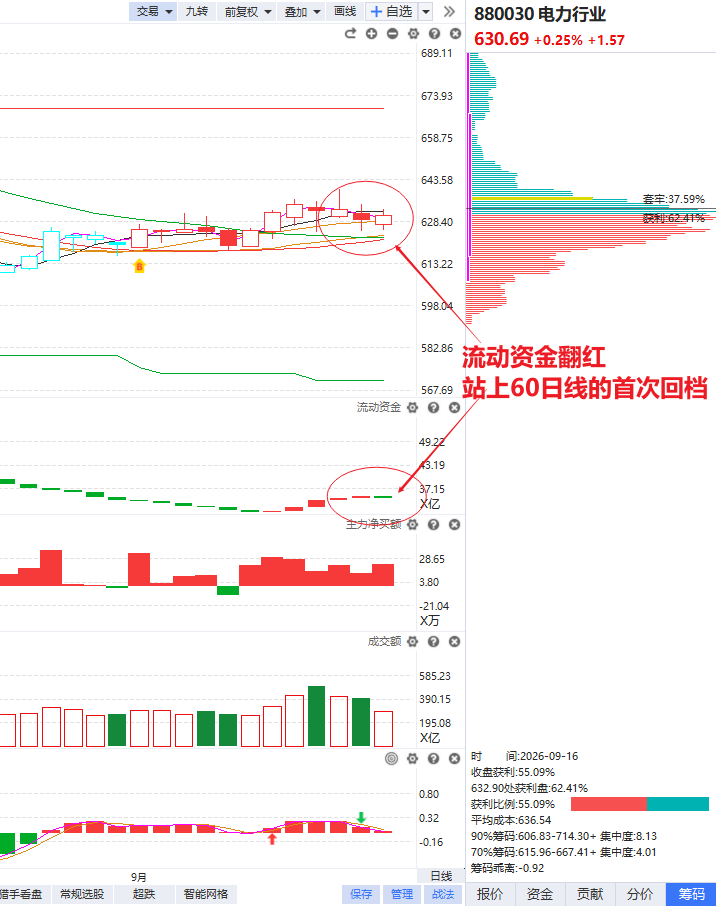 交易 九转 前复权 叠加 画线 +自选
880030 电力行业
630.69 +0.25% +1.57
689.11
673.93
658.75
643.58
套牢:37.59%
628.40
获利:62.41%
B
613.22
598.04
582.86
567.69
流动资金翻红
站上60日线的首次回档
流动资金
49.22
43.19
37.15
X亿
主力净买额
28.65
3.80
-21.04
X万
成交额
585.23
390.15
195.08
X亿
0.80
0.32
-0.16
时 间:2026-09-16
收盘获利:55.09%
632.90处获利盘:62.41%
获利比例:55.09%
平均成本:636.54
90%筹码:606.83-714.30+ 集中度:8.13
70%筹码:615.96-667.41+ 集中度:4.01
筹码乖离:-0.92
9月 日线
猎手看盘 常规选股 超跌 智能网格 保存 管理 战法
报价 资金 贡献 分价 筹码